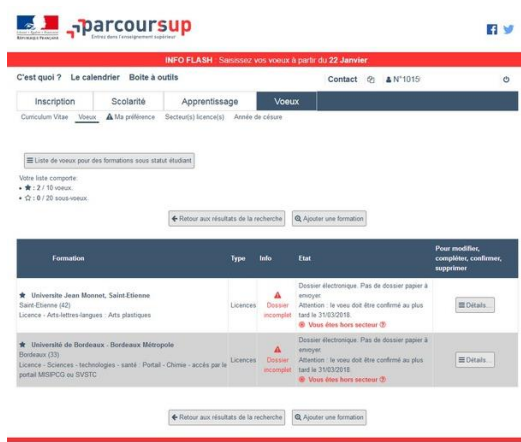 Liberté • Égalité • Fraternité
RÉPUBLIQUE FRANÇAISE
parcoursup
Entrez dans l'enseignement supérieur
INFO FLASH : Saisissez vos voeux à partir du 22 Janvier
C'est quoi ? Le calendrier Boite à outils Contact N°1015
Inscription Scolarité Apprentissage Voeux
Curriculum Vitae Voeux Ma préférence Secteur(s) licence(s) Année de césure
Liste de voeux pour des formations sous statut étudiant
Votre liste comporte:
• ★ : 2 / 10 voeux.
• ☆ : 0 / 20 sous-voeux.
Retour aux résultats de la recherche Ajouter une formation
Formation Type Info Etat Pour modifier, compléter, confirmer, supprimer
★ Universite Jean Monnet, Saint-Etienne
Saint-Etienne (42)
Licence - Arts-lettres-langues : Arts plastiques
Licences
Dossier
incomplet
Dossier électronique. Pas de dossier papier à
envoyer.
Attention : le voeu doit être confirmé au plus
tard le 31/03/2018.
Vous êtes hors secteur
Détails...
★ Université de Bordeaux - Bordeaux Métropole
Bordeaux (33)
Licence - Sciences - technologies - santé : Portail - Chimie - accès par le
portail MISIPCG ou SVSTC
Licences
Dossier
incomplet
Dossier électronique. Pas de dossier papier à
envoyer.
Attention : le voeu doit être confirmé au plus
tard le 31/03/2018.
Vous êtes hors secteur
Détails...
Retour aux résultats de la recherche Ajouter une formation